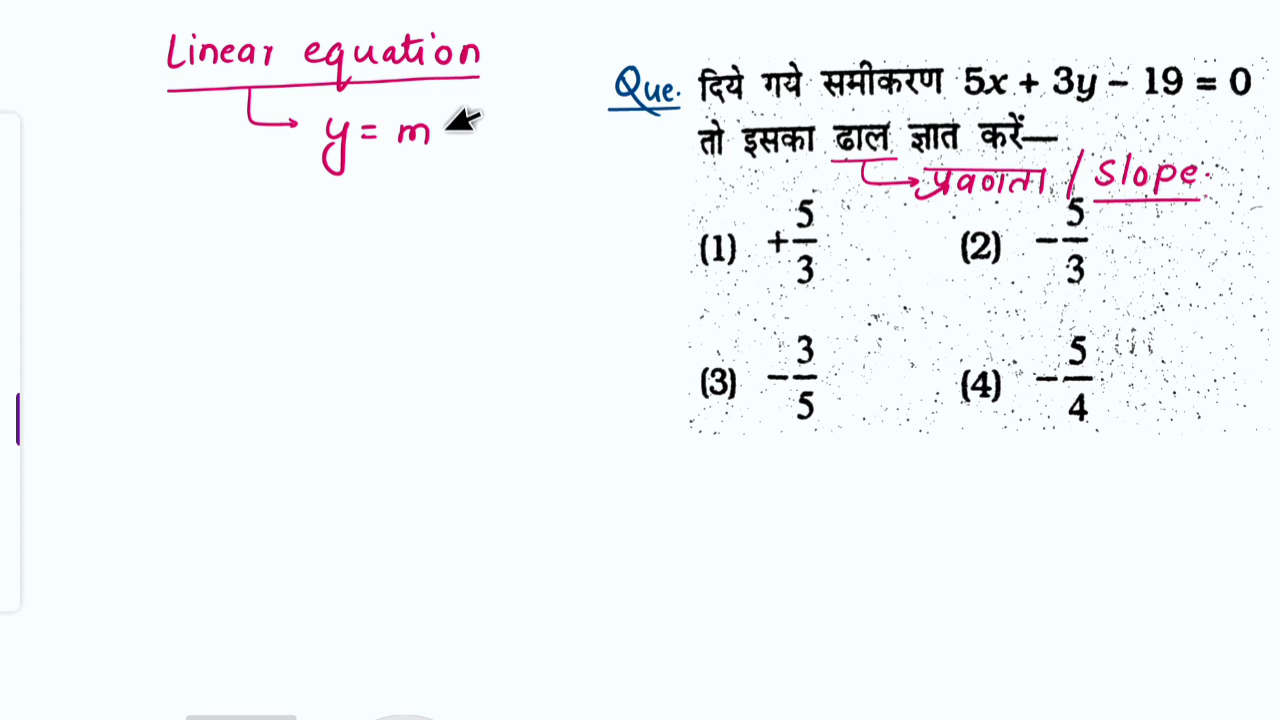 Linear equation
y = m
Que. दिये गये समीकरण 5x + 3y – 19 = 0
तो इसका ढाल ज्ञात करें—
प्रवणता / Slope.
(1) +5/3 (2) –5/3
(3) –3/5 (4) –5/4